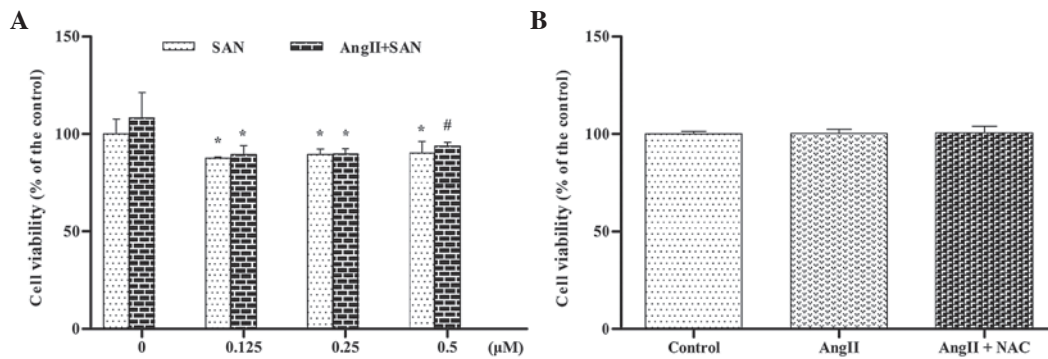 A
Cell viability (% of the control)
150
100
50
0
SAN
AngII+SAN
*
*
*
*
*
#
0
0.125
0.25
0.5
(µM)
B
Cell viability (% of the control)
150
100
50
0
Control
AngII
AngII + NAC